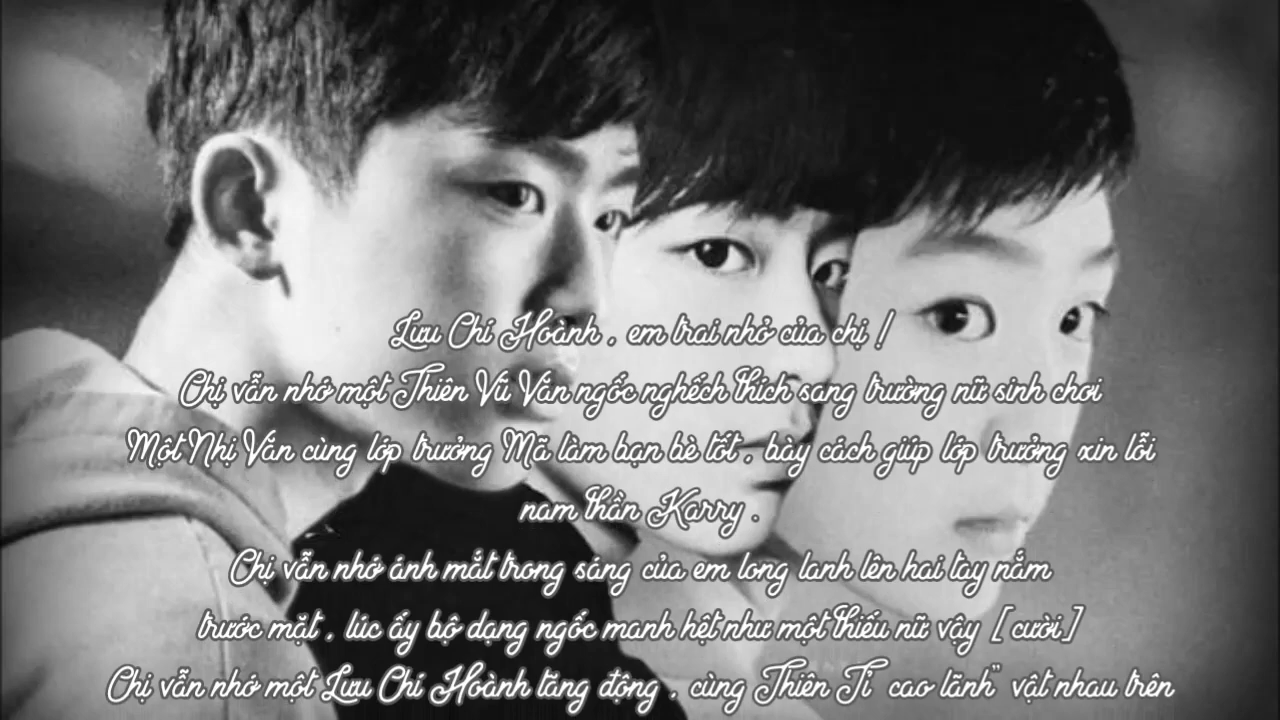 Lưu Chí Hoành , em trai nhỏ của chị !
Chị vẫn nhớ một Thiên Vũ Văn ngốc nghếch thích sang trường nữ sinh chơi
Một Nhị Văn cùng lớp trưởng Mã làm bạn bè tốt , bày cách giúp lớp trưởng xin lỗi
nam thần Karry .
Chị vẫn nhớ ánh mắt trong sáng của em long lanh lên hai tay nắm
trước mặt , lúc ấy bộ dạng ngốc manh hệt như một thiếu nữ vậy [ cười ]
Chị vẫn nhớ một Lưu Chí Hoành tăng động , cùng Thiên Tỉ " cao lãnh" vật nhau trên